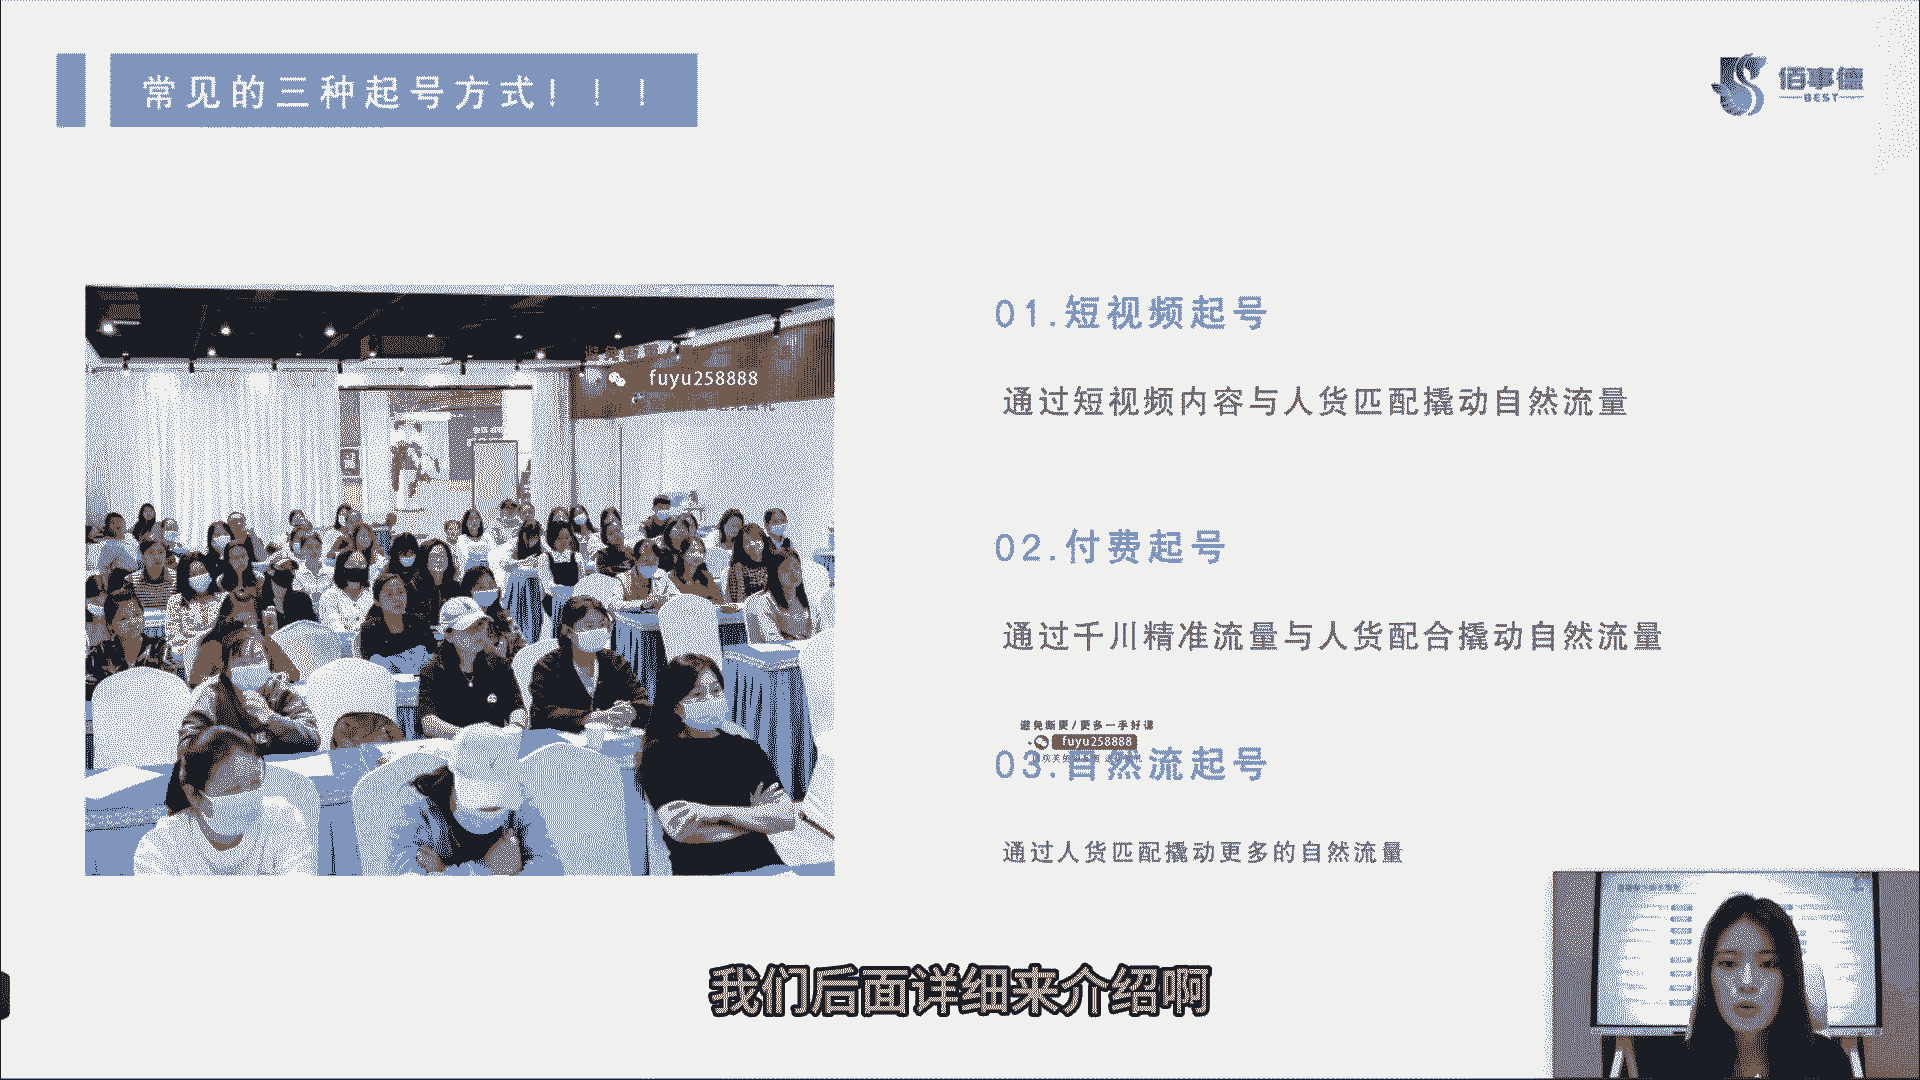 常见的三种起号方式！！！
佰事德
BEST
fuyu258888
01.短视频起号
通过短视频内容与人货匹配撬动自然流量
02.付费起号
通过千川精准流量与人货配合撬动自然流量
避免断更/更多一手好课
fuyu258888
03.自然流起号
通过人货匹配撬动更多的自然流量
我们后面详细来介绍啊